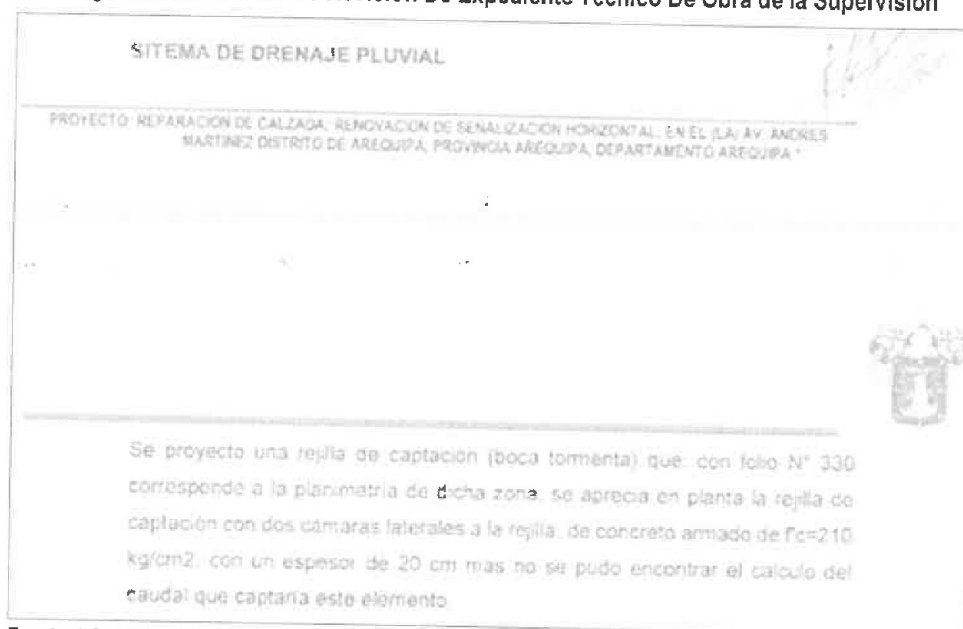 De Expediente Técnico De Obra de la Supervisión
SITEMA DE DRENAJE PLUVIAL
PROYECTO: REPARACION DE CALZADA; RENOVACION DE SEÑALIZACION HORIZONTAL; EN EL (LA) AV. ANDRES
MARTINEZ DISTRITO DE AREQUIPA, PROVINCIA AREQUIPA, DEPARTAMENTO AREQUIPA "
Se proyecto una rejilla de captación (boca tormenta) que, con folio N° 330
corresponde a la planimetría de dicha zona, se aprecia en planta la rejilla de
captación con dos cámaras laterales a la rejilla, de concreto armado de f'c=210
kg/cm2, con un espesor de 20 cm mas no se pudo encontrar el calculo del
caudal que captaría este elemento